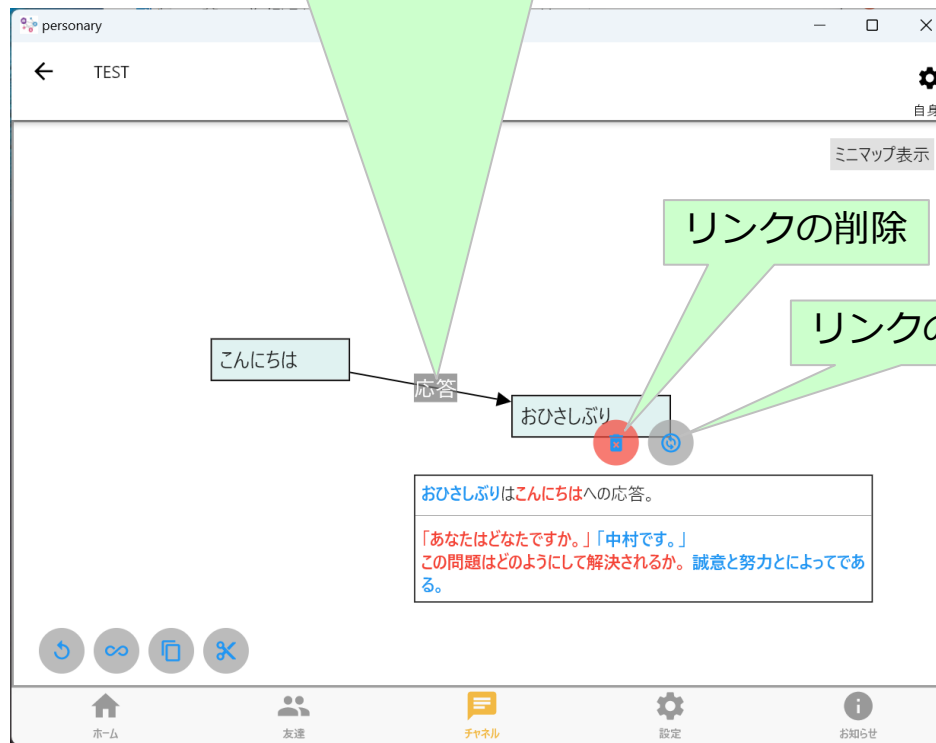 personary
TEST
自身
ミニマップ表示
リンクの削除
リンクの
こんにちは
応答
おひさしぶり
おひさしぶりはこんにちはへの応答。
「あなたはどなたですか。」「中村です。」
この問題はどのようにして解決されるか。誠意と努力とによってであ
る。
ホーム
友達
チャネル
設定
お知らせ